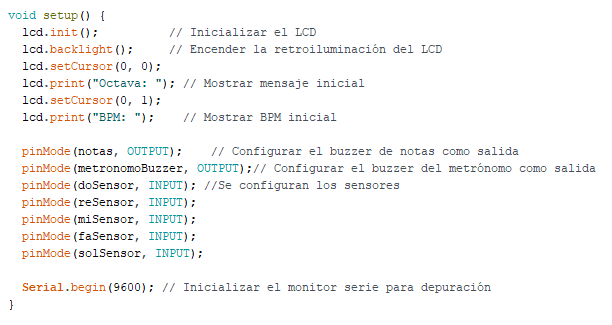 void setup() {
lcd.init();          // Inicializar el LCD
lcd.backlight();     // Encender la retroiluminación del LCD
lcd.setCursor(0, 0);
lcd.print("Octava: "); // Mostrar mensaje inicial
lcd.setCursor(0, 1);
lcd.print("BPM: ");    // Mostrar BPM inicial
pinMode(notas, OUTPUT);    // Configurar el buzzer de notas como salida
pinMode(metronomoBuzzer, OUTPUT);// Configurar el buzzer del metrónomo como salida
pinMode(doSensor, INPUT); //Se configuran los sensores
pinMode(reSensor, INPUT);
pinMode(miSensor, INPUT);
pinMode(faSensor, INPUT);
pinMode(solSensor, INPUT);
Serial.begin(9600); // Inicializar el monitor serie para depuración
}